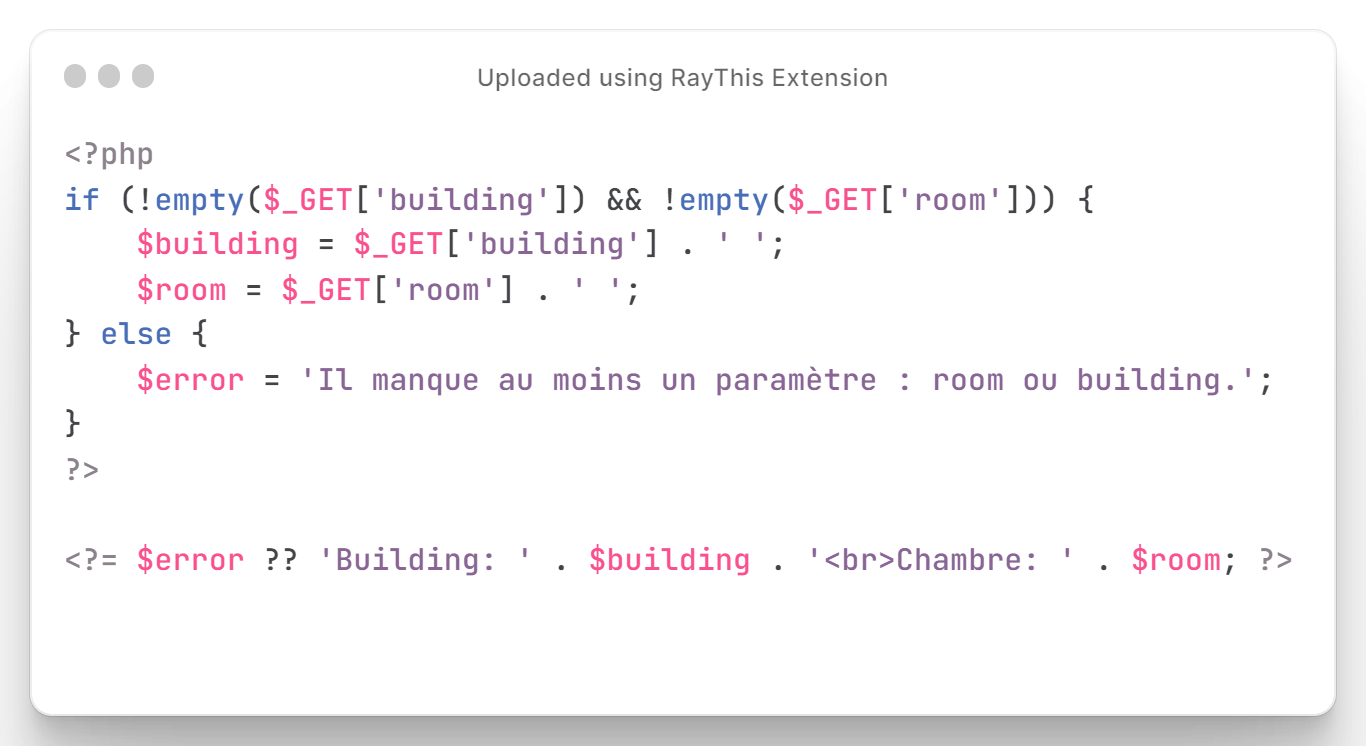 Uploaded using RayThis Extension
<?php
if (!empty($_GET['building']) && !empty($_GET['room'])) {
    $building = $_GET['building'] . ' ';
    $room = $_GET['room'] . ' ';
} else {
    $error = 'Il manque au moins un paramètre : room ou building.';
}
?>

<?= $error ?? 'Building: ' . $building . '<br>Chambre: ' . $room; ?>